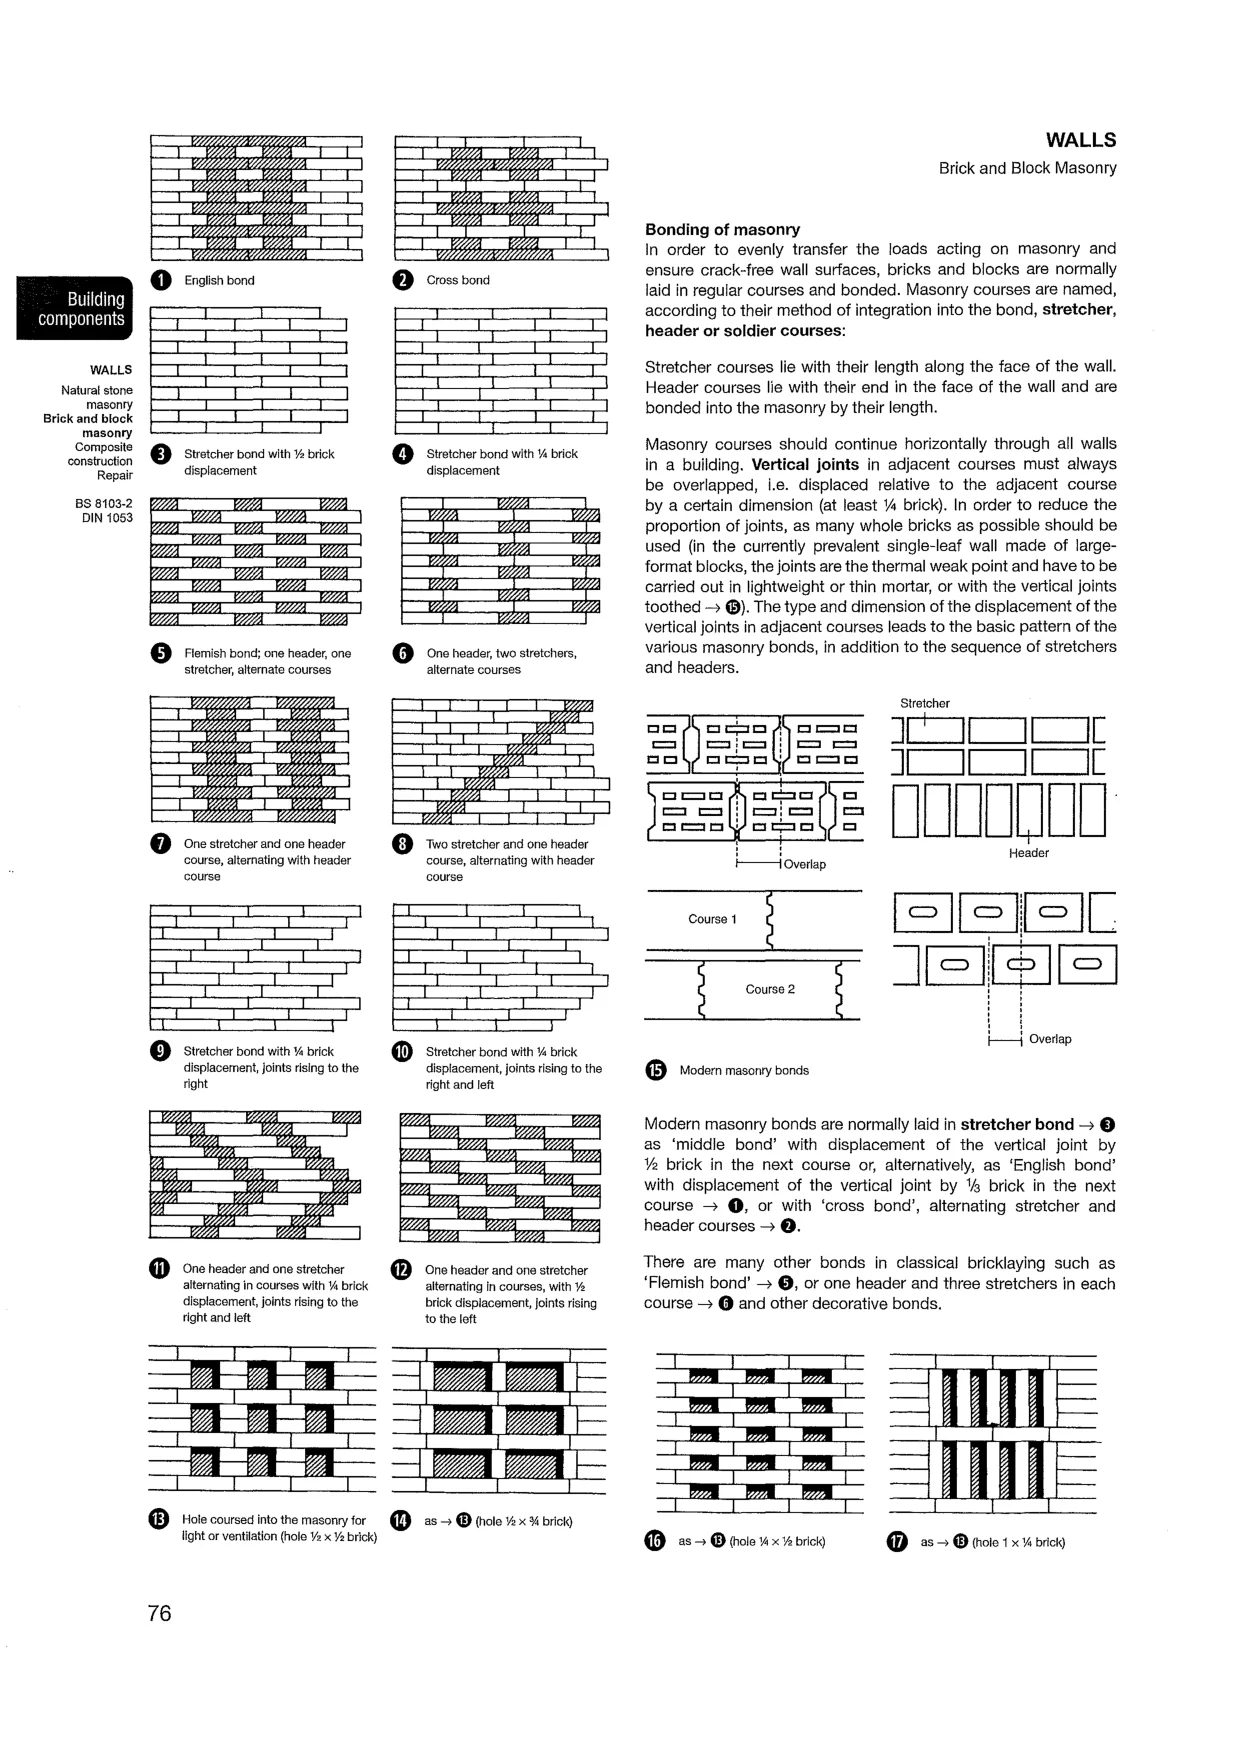 WALLS
Brick and Block Masonry
Building
components
WALLS
Natural stone
masonry
Brick and block
masonry
Composite
construction
Repair
BS 8103-2
DIN 1053
1 English bond
2 Cross bond
3 Stretcher bond with ½ brick
displacement
4 Stretcher bond with ¼ brick
displacement
5 Flemish bond; one header, one
stretcher, alternate courses
6 One header, two stretchers,
alternate courses
7 One stretcher and one header
course, alternating with header
course
8 Two stretcher and one header
course, alternating with header
course
9 Stretcher bond with ¼ brick
displacement, joints rising to the
right
10 Stretcher bond with ¼ brick
displacement, joints rising to the
right and left
11 One header and one stretcher
alternating in courses with ¼ brick
displacement, joints rising to the
right and left
12 One header and one stretcher
alternating in courses, with ½
brick displacement, joints rising
to the left
13 Hole coursed into the masonry for
light or ventilation (hole ½ x ½ brick)
14 as → 13 (hole ½ x ¾ brick)
Bonding of masonry
In order to evenly transfer the loads acting on masonry and
ensure crack-free wall surfaces, bricks and blocks are normally
laid in regular courses and bonded. Masonry courses are named,
according to their method of integration into the bond, stretcher,
header or soldier courses:
Stretcher courses lie with their length along the face of the wall.
Header courses lie with their end in the face of the wall and are
bonded into the masonry by their length.
Masonry courses should continue horizontally through all walls
in a building. Vertical joints in adjacent courses must always
be overlapped, i.e. displaced relative to the adjacent course
by a certain dimension (at least ¼ brick). In order to reduce the
proportion of joints, as many whole bricks as possible should be
used (in the currently prevalent single-leaf wall made of large-
format blocks, the joints are the thermal weak point and have to be
carried out in lightweight or thin mortar, or with the vertical joints
toothed → 15). The type and dimension of the displacement of the
vertical joints in adjacent courses leads to the basic pattern of the
various masonry bonds, in addition to the sequence of stretchers
and headers.
Stretcher
Header
Overlap
Course 1
Course 2
Overlap
15 Modern masonry bonds
Modern masonry bonds are normally laid in stretcher bond → 3
as ‘middle bond’ with displacement of the vertical joint by
½ brick in the next course or, alternatively, as ‘English bond’
with displacement of the vertical joint by ⅓ brick in the next
course → 1, or with ‘cross bond’, alternating stretcher and
header courses → 2.
There are many other bonds in classical bricklaying such as
‘Flemish bond’ → 5, or one header and three stretchers in each
course → 6 and other decorative bonds.
16 as → 13 (hole ¼ x ½ brick)
17 as → 13 (hole 1 x ¼ brick)
76